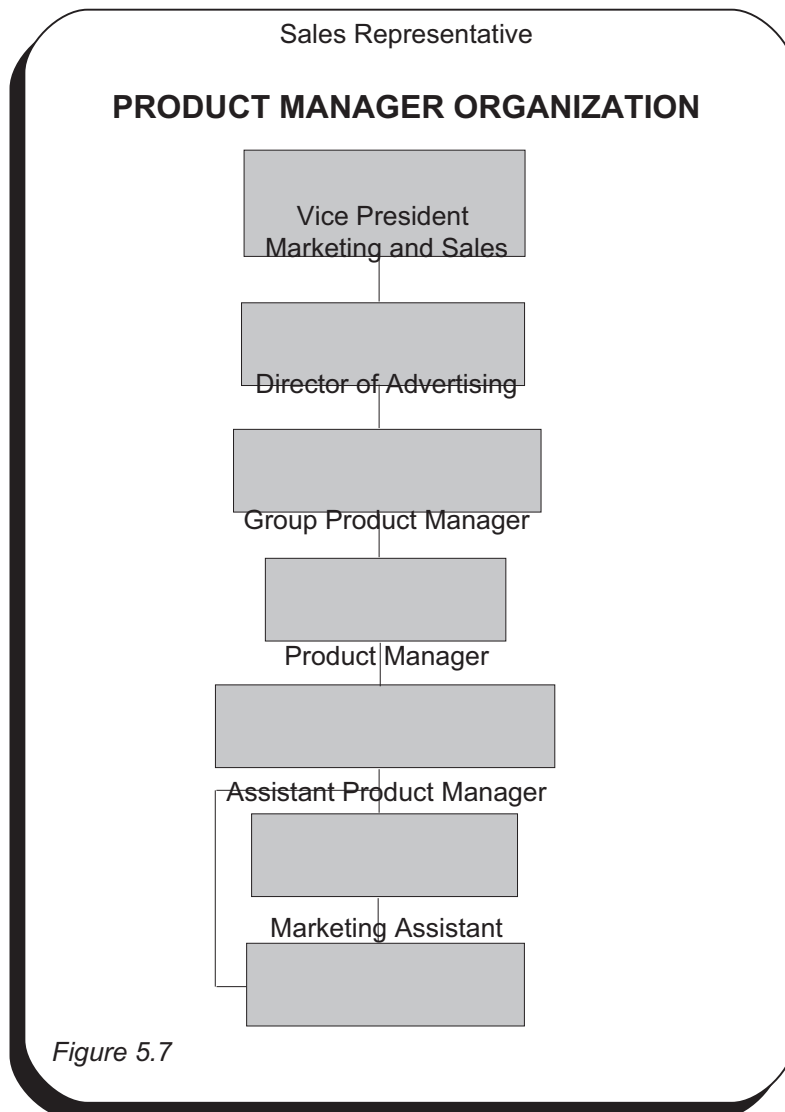 Sales Representative
PRODUCT MANAGER ORGANIZATION
Vice President
Marketing and Sales
Director of Advertising
Group Product Manager
Product Manager
Assistant Product Manager
Marketing Assistant
Figure 5.7